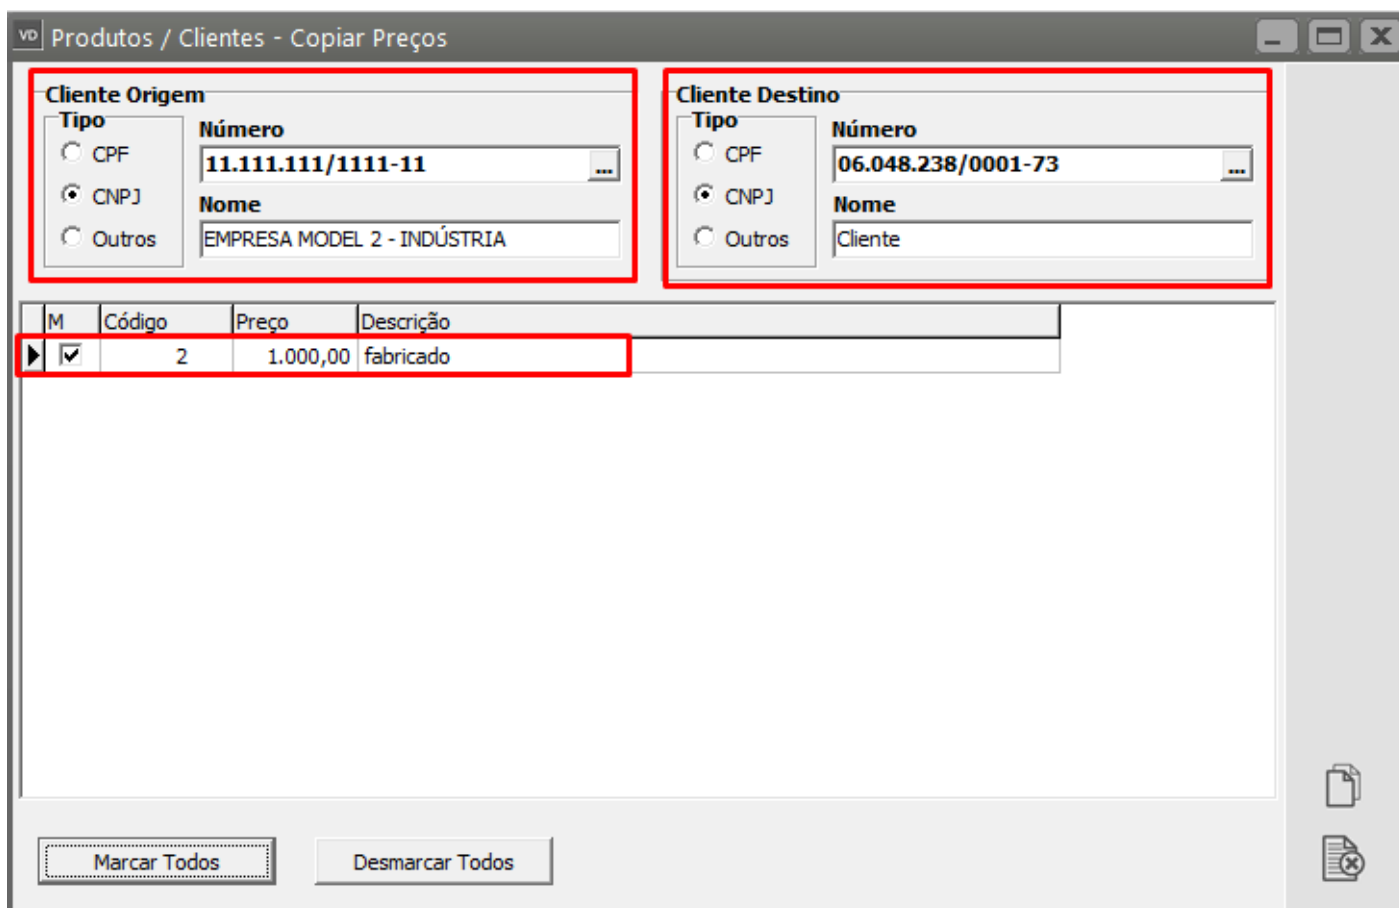 VD Produtos / Clientes - Copiar Preços
Cliente Origem
Tipo
CPF
CNPJ
Outros
Número
11.111.111/1111-11 ...
Nome
EMPRESA MODEL 2 - INDÚSTRIA
Cliente Destino
Tipo
CPF
CNPJ
Outros
Número
06.048.238/0001-73 ...
Nome
Cliente
M Código Preço Descrição
2 1.000,00 fabricado
Marcar Todos Desmarcar Todos